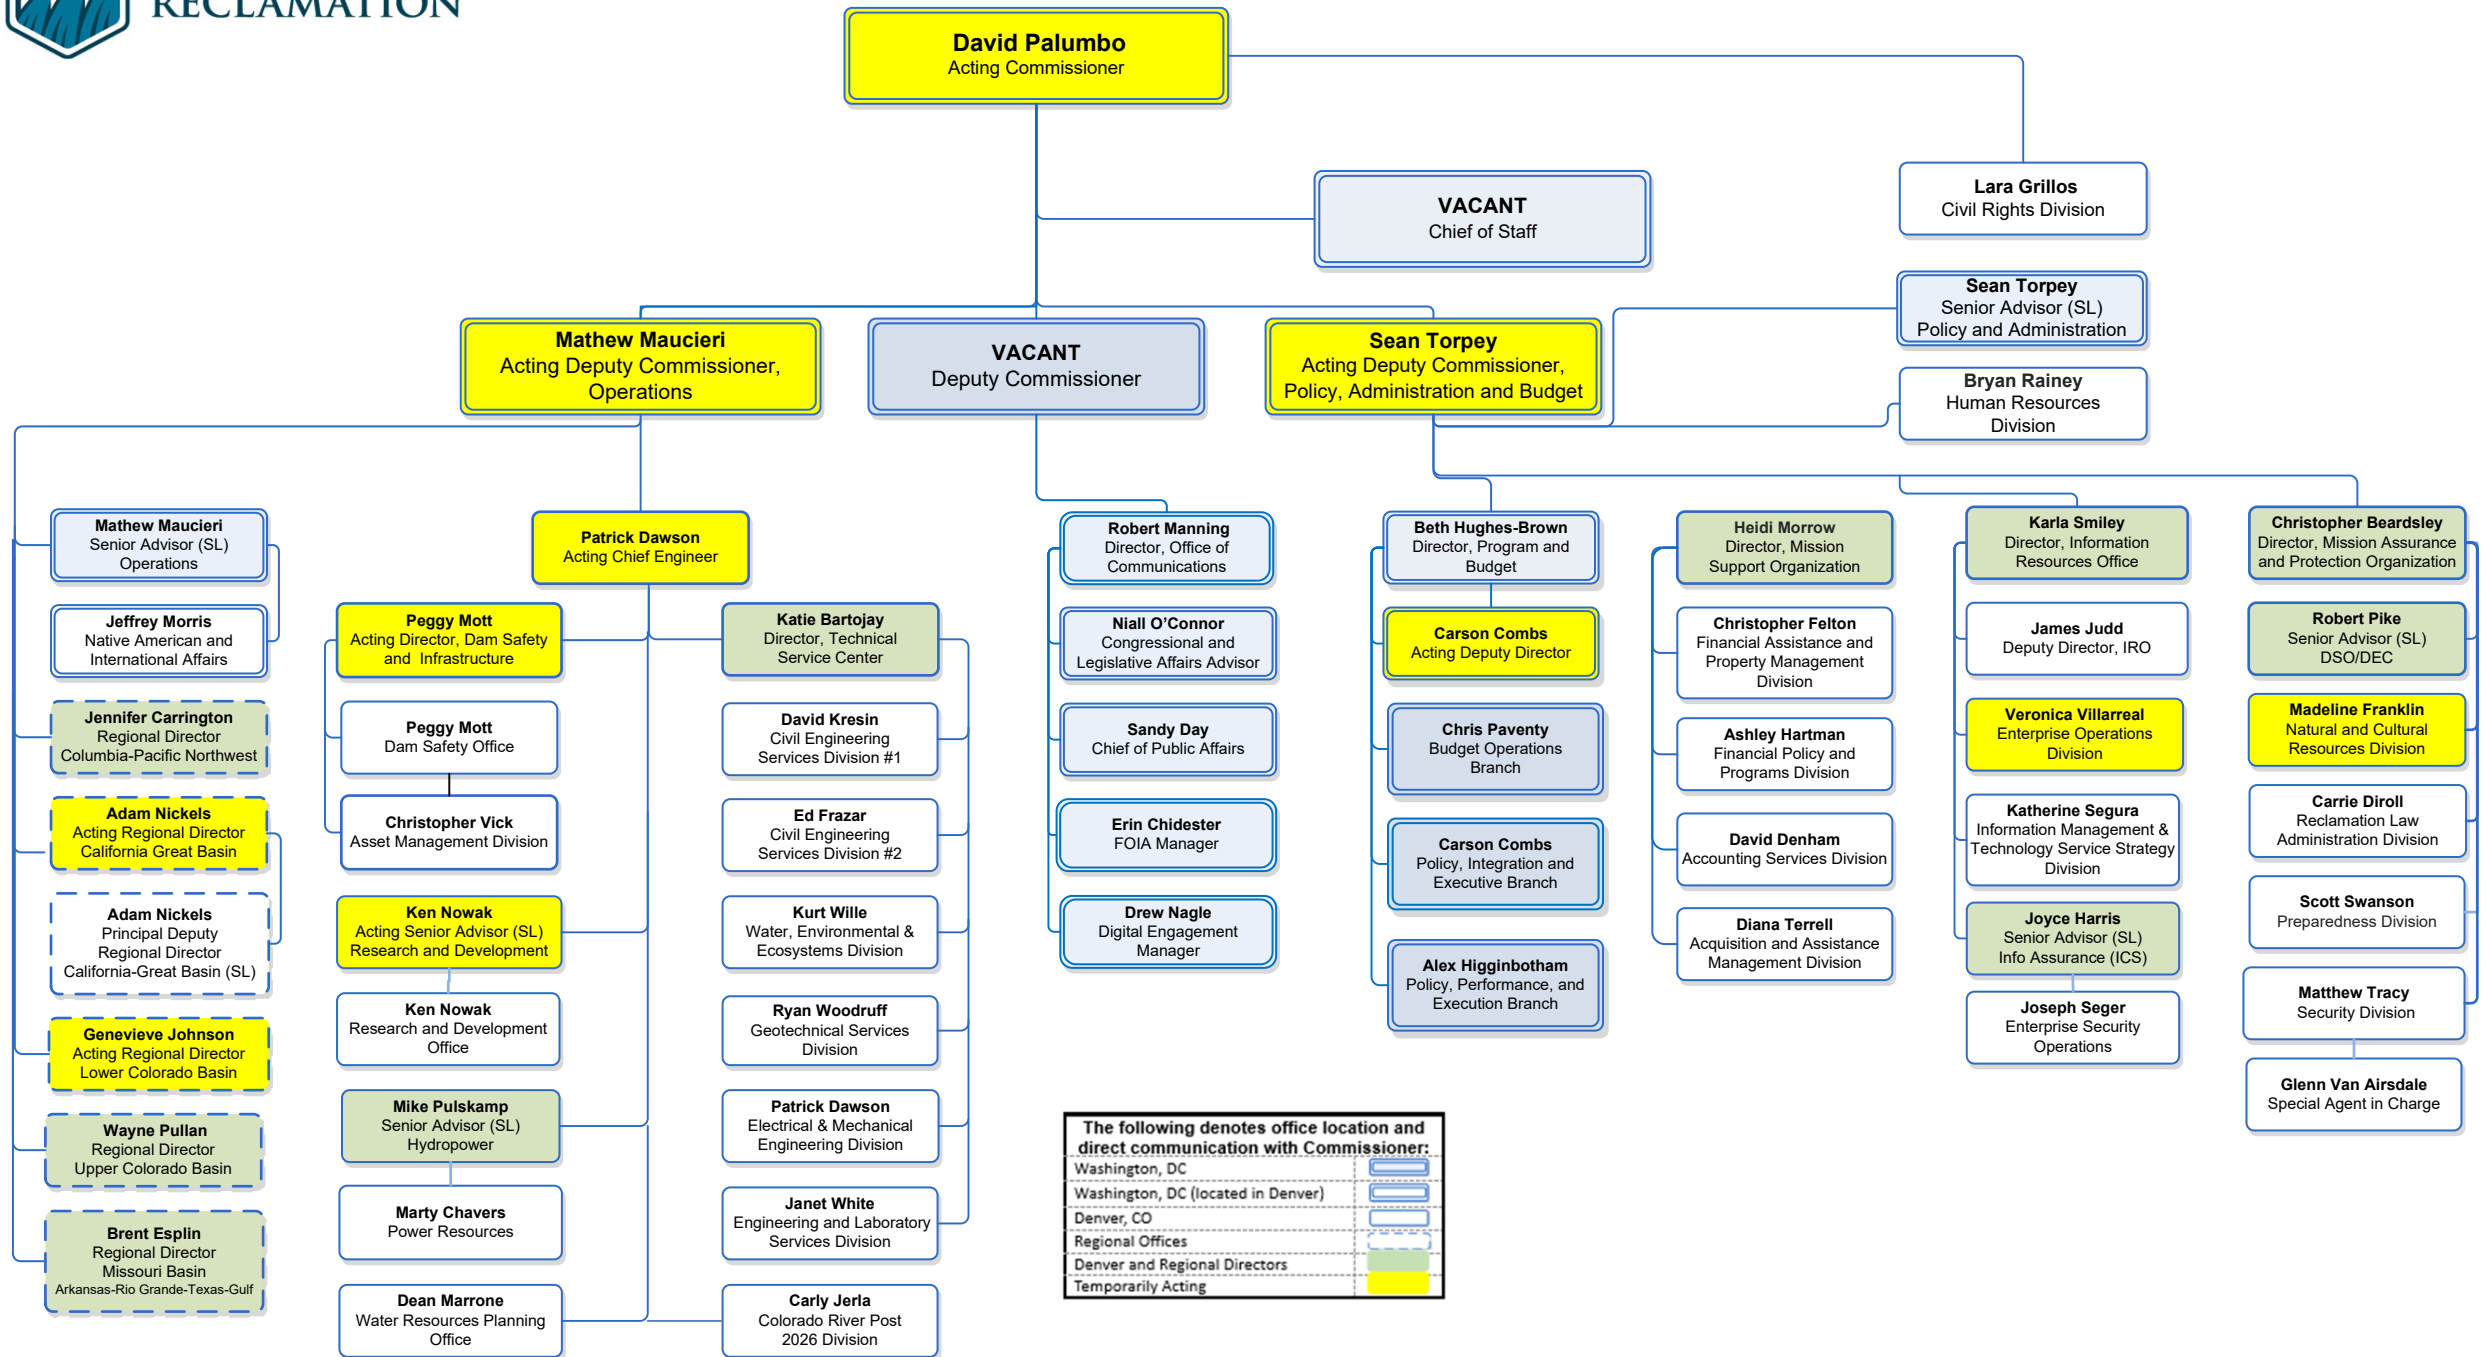 RECLAMATION
David Palumbo
Acting Commissioner
VACANT
Chief of Staff
Lara Grillos
Civil Rights Division
Sean Torpey
Senior Advisor (SL)
Policy and Administration
Bryan Rainey
Human Resources
Division
Mathew Maucieri
Acting Deputy Commissioner,
Operations
VACANT
Deputy Commissioner
Sean Torpey
Acting Deputy Commissioner,
Policy, Administration and Budget
Mathew Maucieri
Senior Advisor (SL)
Operations
Jeffrey Morris
Native American and
International Affairs
Jennifer Carrington
Regional Director
Columbia-Pacific Northwest
Adam Nickels
Acting Regional Director
California Great Basin
Adam Nickels
Principal Deputy
Regional Director
California-Great Basin (SL)
Genevieve Johnson
Acting Regional Director
Lower Colorado Basin
Wayne Pullan
Regional Director
Upper Colorado Basin
Brent Esplin
Regional Director
Missouri Basin
Arkansas-Rio Grande-Texas-Gulf
Patrick Dawson
Acting Chief Engineer
Peggy Mott
Acting Director, Dam Safety
and Infrastructure
Peggy Mott
Dam Safety Office
Christopher Vick
Asset Management Division
Ken Nowak
Acting Senior Advisor (SL)
Research and Development
Ken Nowak
Research and Development
Office
Mike Pulskamp
Senior Advisor (SL)
Hydropower
Marty Chavers
Power Resources
Dean Marrone
Water Resources Planning
Office
Katie Bartojay
Director, Technical
Service Center
David Kresin
Civil Engineering
Services Division #1
Ed Frazar
Civil Engineering
Services Division #2
Kurt Wille
Water, Environmental &
Ecosystems Division
Ryan Woodruff
Geotechnical Services
Division
Patrick Dawson
Electrical & Mechanical
Engineering Division
Janet White
Engineering and Laboratory
Services Division
Carly Jerla
Colorado River Post
2026 Division
Robert Manning
Director, Office of
Communications
Niall O’Connor
Congressional and
Legislative Affairs Advisor
Sandy Day
Chief of Public Affairs
Erin Chidester
FOIA Manager
Drew Nagle
Digital Engagement
Manager
Beth Hughes-Brown
Director, Program and
Budget
Carson Combs
Acting Deputy Director
Chris Paventy
Budget Operations
Branch
Carson Combs
Policy, Integration and
Executive Branch
Alex Higginbotham
Policy, Performance, and
Execution Branch
Heidi Morrow
Director, Mission
Support Organization
Christopher Felton
Financial Assistance and
Property Management
Division
Ashley Hartman
Financial Policy and
Programs Division
David Denham
Accounting Services Division
Diana Terrell
Acquisition and Assistance
Management Division
Karla Smiley
Director, Information
Resources Office
James Judd
Deputy Director, IRO
Veronica Villarreal
Enterprise Operations
Division
Katherine Segura
Information Management &
Technology Service Strategy
Division
Joyce Harris
Senior Advisor (SL)
Info Assurance (ICS)
Joseph Seger
Enterprise Security
Operations
Christopher Beardsley
Director, Mission Assurance
and Protection Organization
Robert Pike
Senior Advisor (SL)
DSO/DEC
Madeline Franklin
Natural and Cultural
Resources Division
Carrie Diroll
Reclamation Law
Administration Division
Scott Swanson
Preparedness Division
Matthew Tracy
Security Division
Glenn Van Airsdale
Special Agent in Charge
The following denotes office location and
direct communication with Commissioner:
Washington, DC
Washington, DC (located in Denver)
Denver, CO
Regional Offices
Denver and Regional Directors
Temporarily Acting